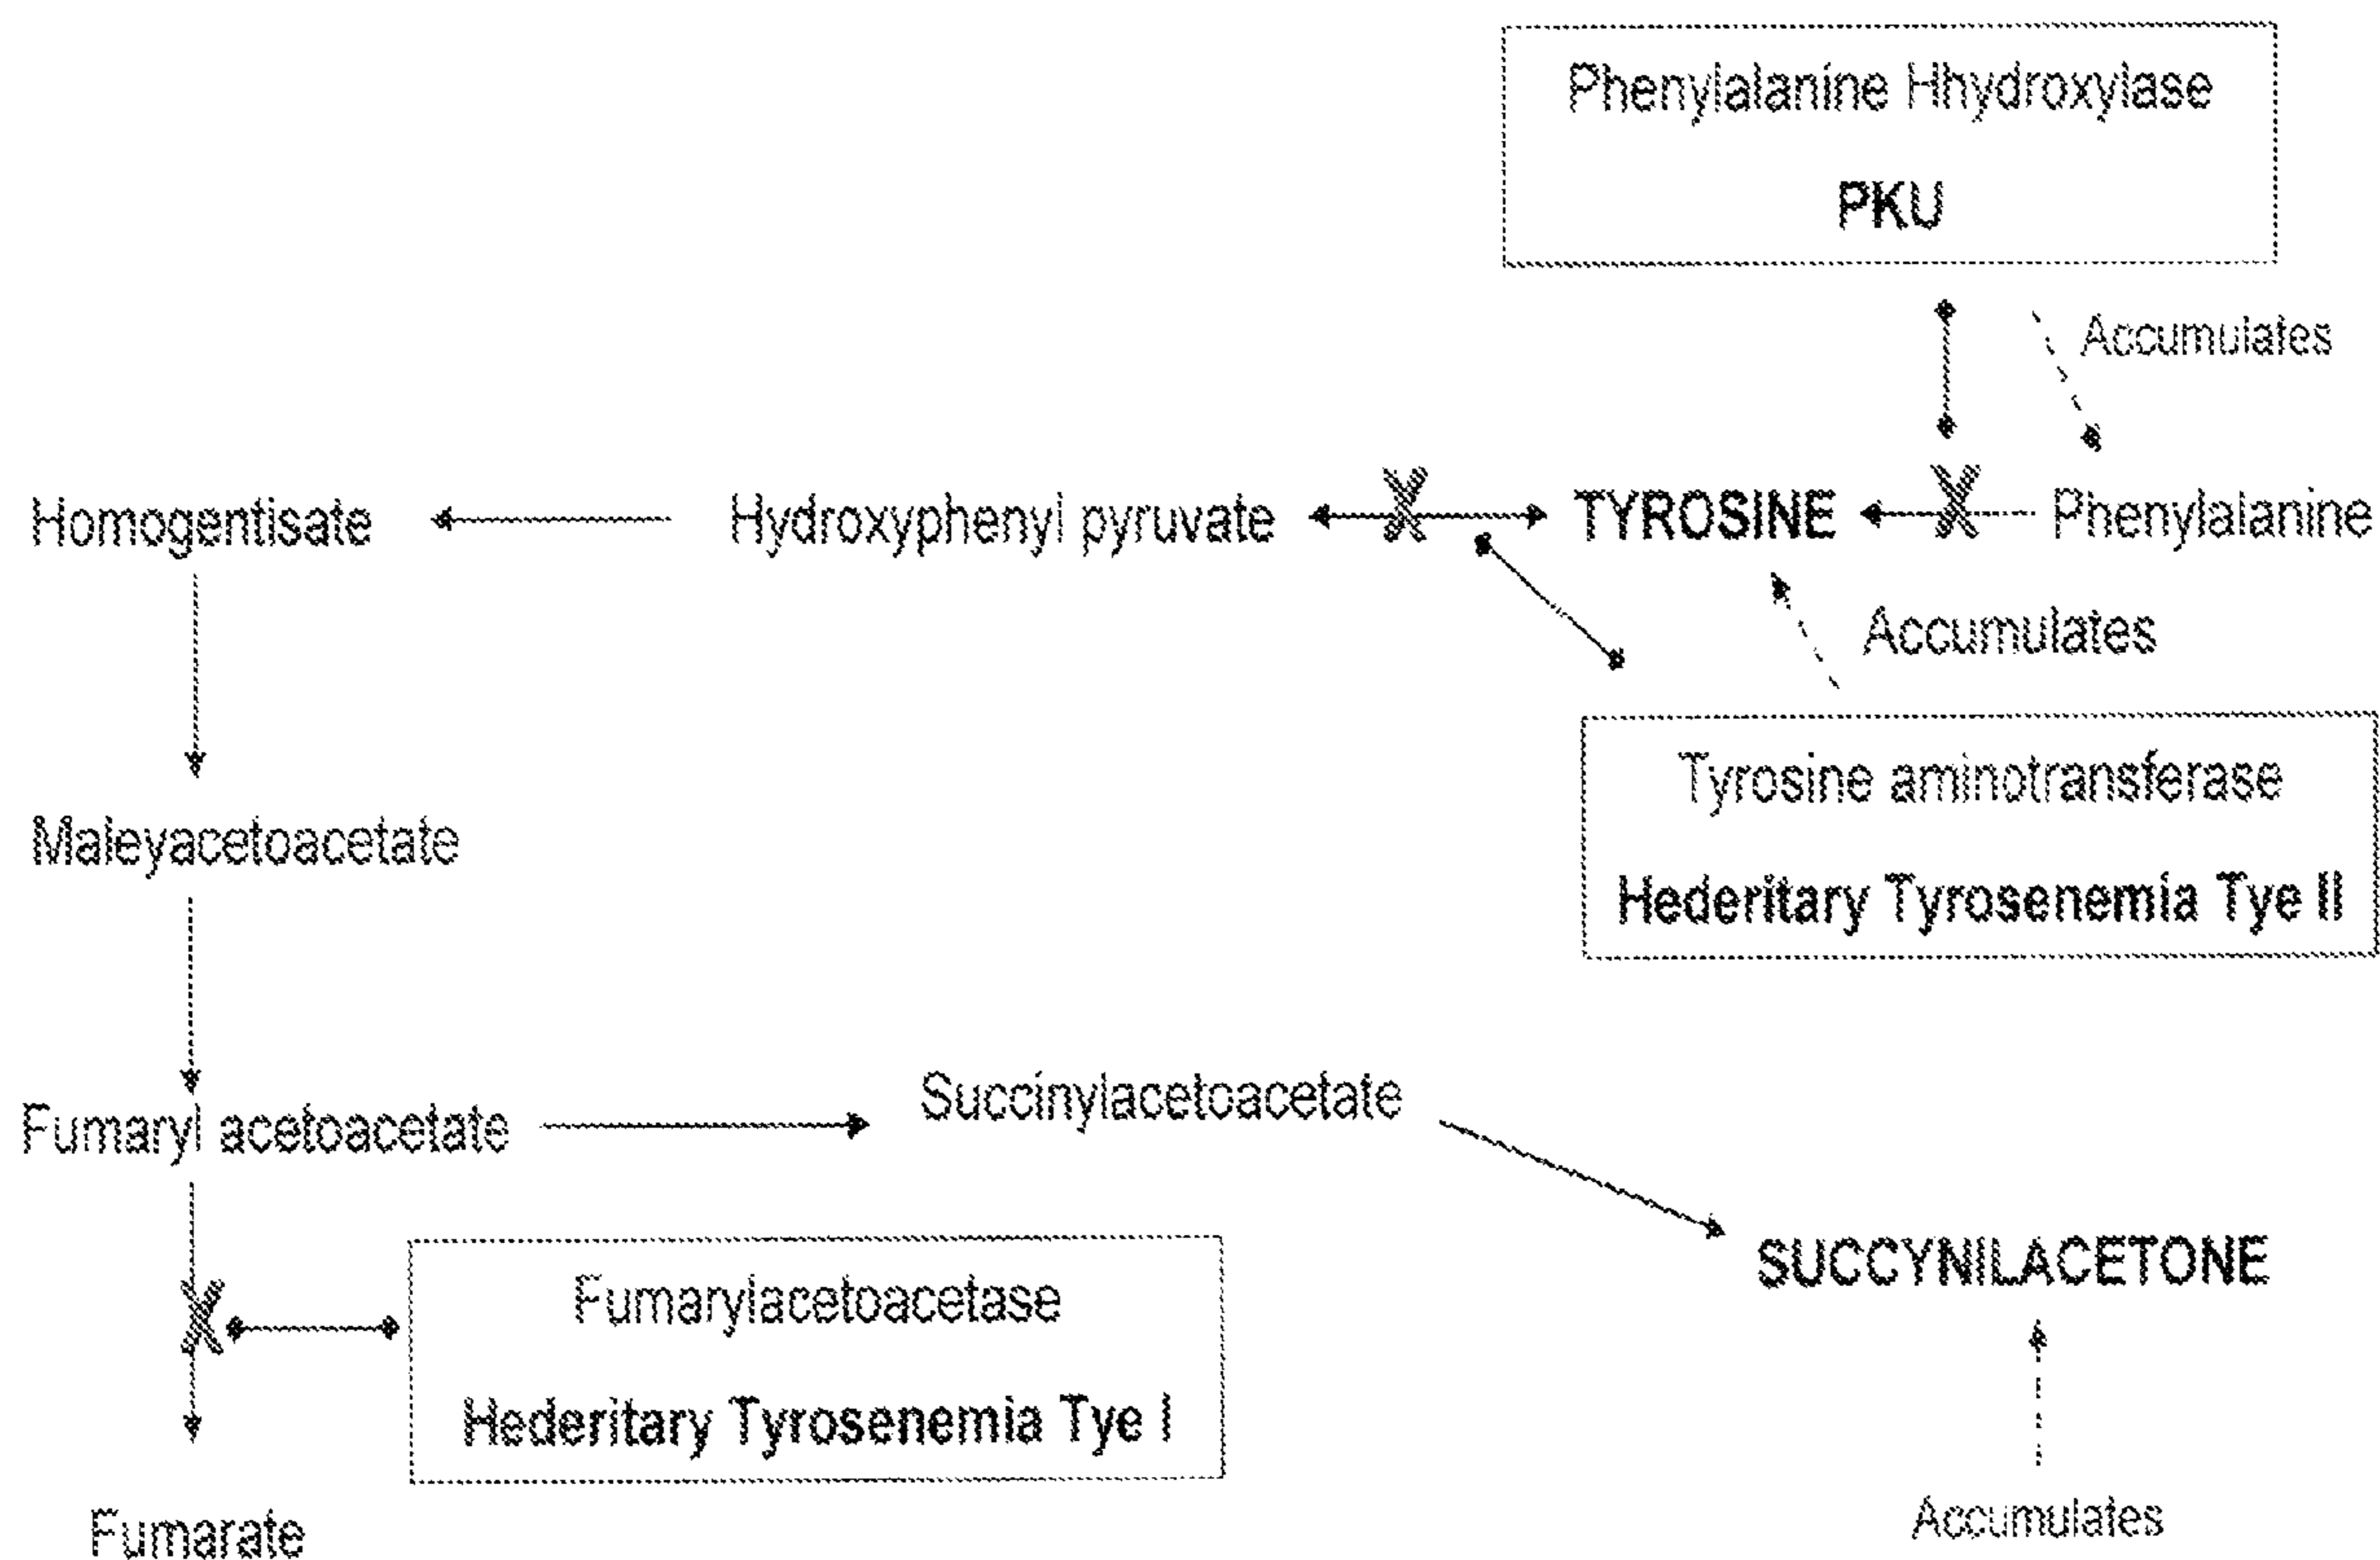 Phenylalanine Hhydroxylase
PKU
Accumulates
Homogentisate
Hydroxyphenyl pyruvate
X
TYROSINE
X
Phenylalanine
Accumulates
Tyrosine aminotransferase
Hederitary Tyrosenemia Tye II
Maleyacetoacetate
Fumaryl acetoacetate
Succinylacetoacetate
SUCCYNILACETONE
X
Fumarylacetoacetase
Hederitary Tyrosenemia Tye I
Fumarate
Accumulates